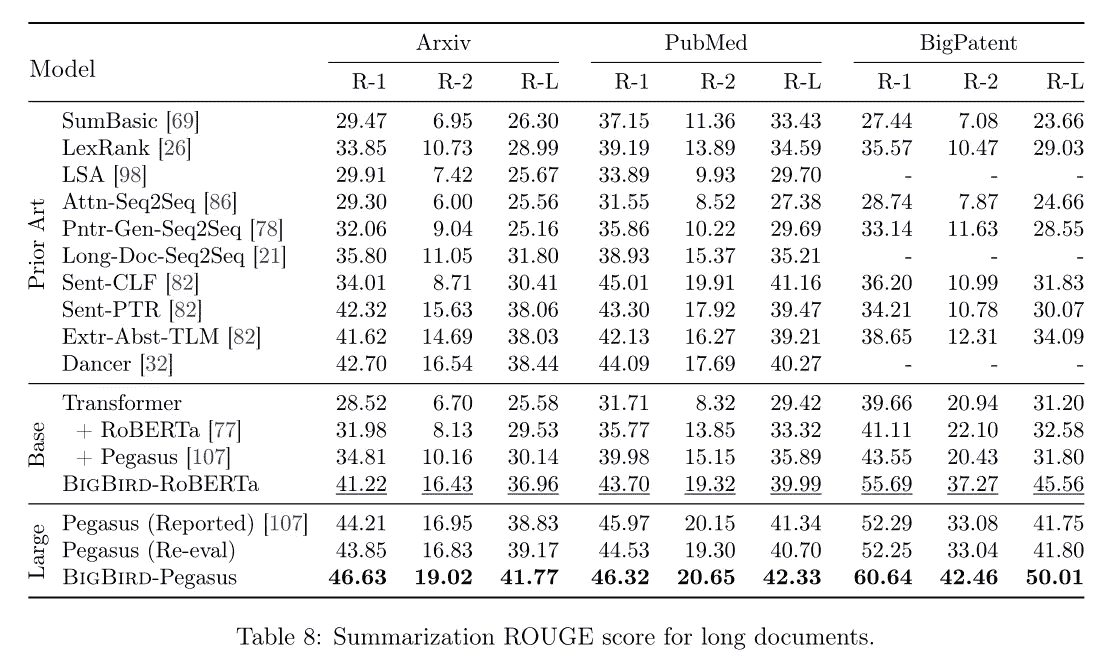 Model Arxiv PubMed BigPatent
R-1 R-2 R-L R-1 R-2 R-L R-1 R-2 R-L
Prior Art
SumBasic [69] 29.47 6.95 26.30 37.15 11.36 33.43 27.44 7.08 23.66
LexRank [26] 33.85 10.73 28.99 39.19 13.89 34.59 35.57 10.47 29.03
LSA [98] 29.91 7.42 25.67 33.89 9.93 29.70 - - -
Attn-Seq2Seq [86] 29.30 6.00 25.56 31.55 8.52 27.38 28.74 7.87 24.66
Pntr-Gen-Seq2Seq [78] 32.06 9.04 25.16 35.86 10.22 29.69 33.14 11.63 28.55
Long-Doc-Seq2Seq [21] 35.80 11.05 31.80 38.93 15.37 35.21 - - -
Sent-CLF [82] 34.01 8.71 30.41 45.01 19.91 41.16 36.20 10.99 31.83
Sent-PTR [82] 42.32 15.63 38.06 43.30 17.92 39.47 34.21 10.78 30.07
Extr-Abst-TLM [82] 41.62 14.69 38.03 42.13 16.27 39.21 38.65 12.31 34.09
Dancer [32] 42.70 16.54 38.44 44.09 17.69 40.27 - - -
Base
Transformer 28.52 6.70 25.58 31.71 8.32 29.42 39.66 20.94 31.20
+ RoBERTa [77] 31.98 8.13 29.53 35.77 13.85 33.32 41.11 22.10 32.58
+ Pegasus [107] 34.81 10.16 30.14 39.98 15.15 35.89 43.55 20.43 31.80
BIGBIRD-RoBERTa 41.22 16.43 36.96 43.70 19.32 39.99 55.69 37.27 45.56
Large
Pegasus (Reported) [107] 44.21 16.95 38.83 45.97 20.15 41.34 52.29 33.08 41.75
Pegasus (Re-eval) 43.85 16.83 39.17 44.53 19.30 40.70 52.25 33.04 41.80
BIGBIRD-Pegasus 46.63 19.02 41.77 46.32 20.65 42.33 60.64 42.46 50.01
Table 8: Summarization ROUGE score for long documents.